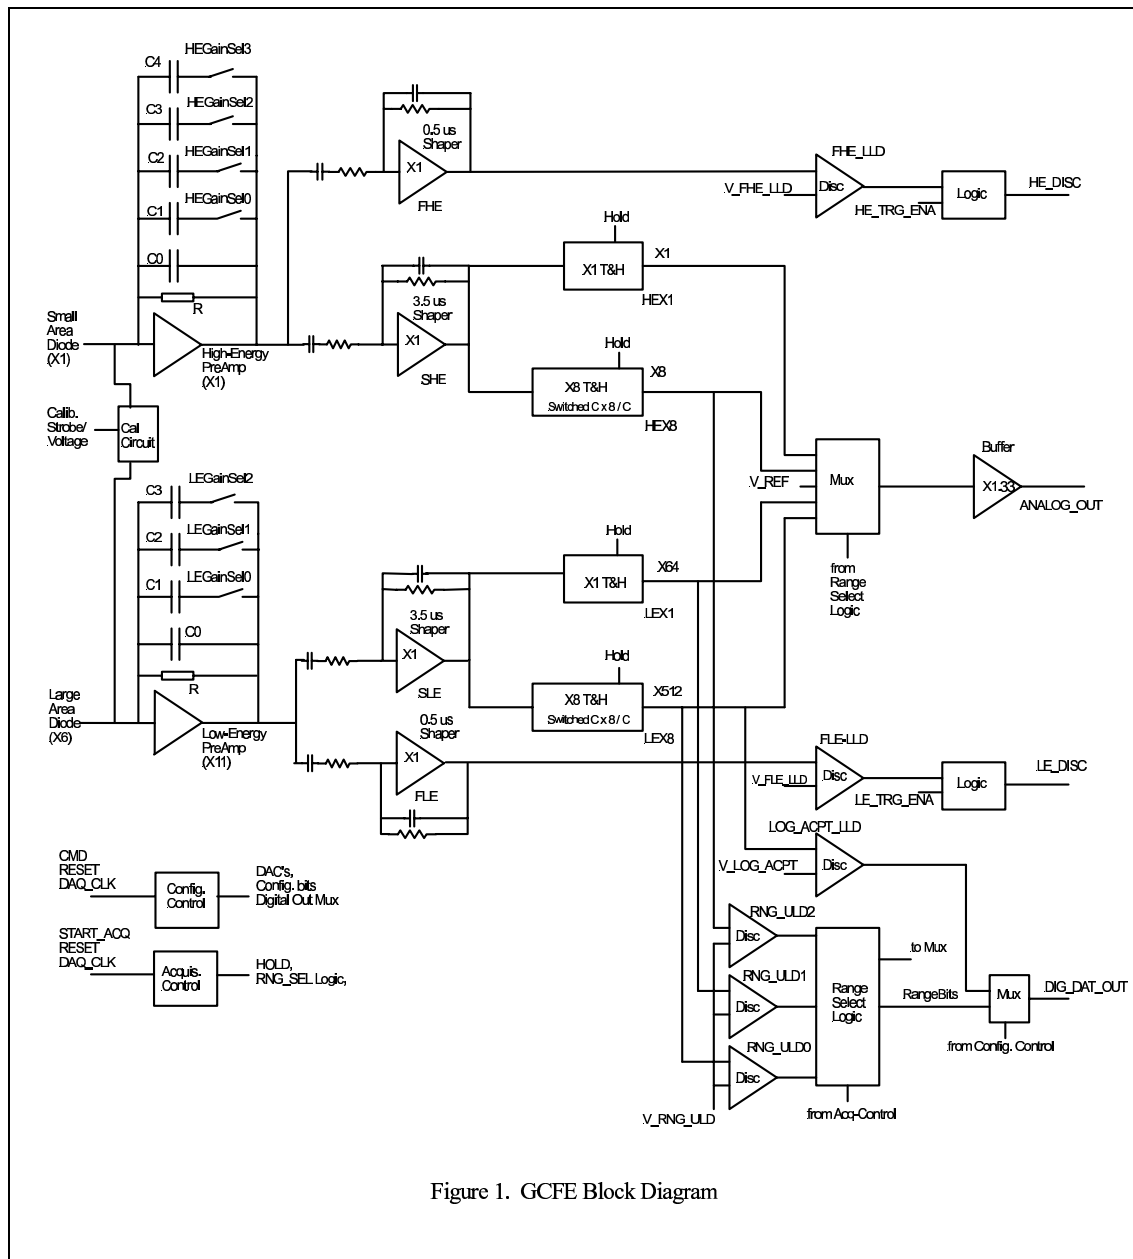 C4
HEGainSel3
C3
HEGainSel2
C2
HEGainSel1
C1
HEGainSel0
C0
R
Small
Area
Diode
(X1)
High-Energy
PreAmp
(X1)
0.5 us
Shaper
X1
FHE
3.5 us
Shaper
X1
SHE
FHE_LLD
V_FHE_LLD
Disc
HE_TRG_ENA
Logic
HE_DISC
Hold
X1 T&H
X1
HEX1
Hold
X8 T&H
Switched C x 8 / C
X8
HEX8
Calib.
Strobe/
Voltage
Cal
Circuit
V_REF
Mux
from
Range
Select
Logic
Buffer
X1.33
ANALOG_OUT
C3
LEGainSel2
C2
LEGainSel1
C1
LEGainSel0
C0
R
Large
Area
Diode
(X6)
Low-Energy
PreAmp
(X11)
3.5 us
Shaper
X1
SLE
0.5 us
Shaper
X1
FLE
Hold
X1 T&H
X64
LEX1
Hold
X8 T&H
Switched C x 8 / C
X512
LEX8
FLE-LLD
V_FLE_LLD
Disc
LE_TRG_ENA
Logic
LE_DISC
LOG_ACPT_LLD
V_LOG_ACPT
Disc
CMD
RESET
DAQ_CLK
Config.
Control
DAC's,
Config. bits
Digital Out Mux
START_ACQ
RESET
DAQ_CLK
Acquis.
Control
HOLD,
RNG_SEL Logic,
RNG_ULD2
Disc
RNG_ULD1
Disc
RNG_ULD0
Disc
V_RNG_ULD
Range
Select
Logic
to Mux
RangeBits
from Acq-Control
Mux
DIG_DAT_OUT
from Config. Control
Figure 1. GCFE Block Diagram